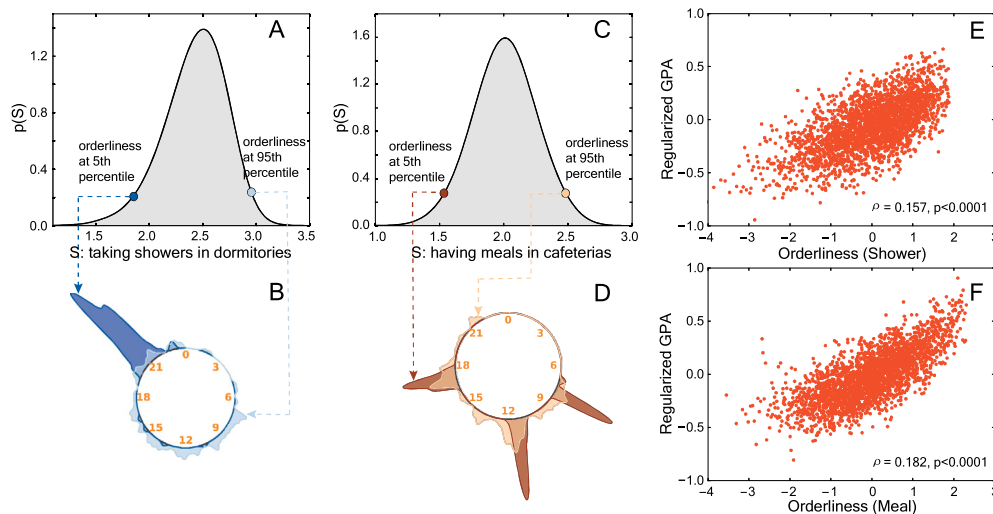 A
p(S)
1.4
1.2
0.8
0.4
0.0
orderliness
at 5th
percentile
orderliness
at 95th
percentile
1.5
2.0
2.5
3.0
3.5
S: taking showers in dormitories
B
0
3
6
9
12
15
18
21
C
p(S)
1.6
1.2
0.8
0.4
0.0
orderliness
at 5th
percentile
orderliness
at 95th
percentile
1.0
1.5
2.0
2.5
3.0
S: having meals in cafeterias
D
0
3
6
9
12
15
18
21
E
Regularized GPA
1.0
0.5
0.0
−0.5
−1.0
ρ = 0.157, p<0.0001
−4
−3
−2
−1
0
1
2
3
Orderliness (Shower)
F
Regularized GPA
1.0
0.5
0.0
−0.5
−1.0
ρ = 0.182, p<0.0001
−4
−3
−2
−1
0
1
2
3
Orderliness (Meal)